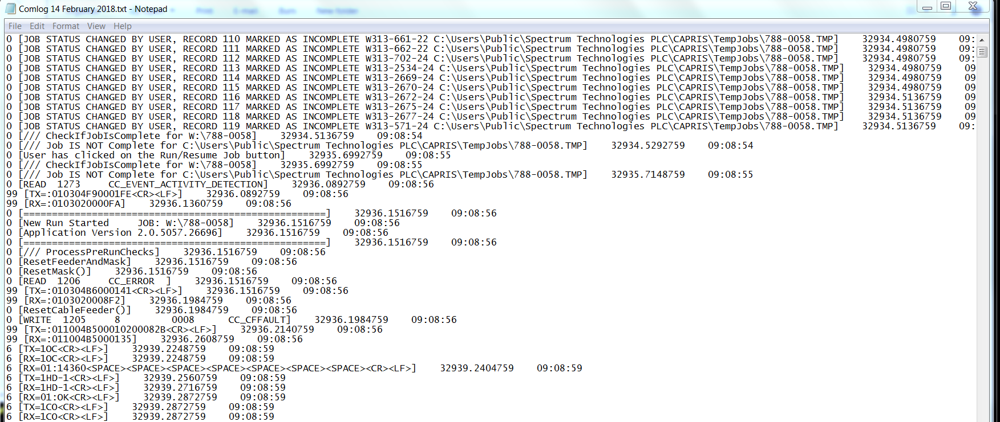 Comlog 14 February 2018.txt - Notepad
File Edit Format View Help
0 [JOB STATUS CHANGED BY USER, RECORD 110 MARKED AS INCOMPLETE W313-661-22 C:\Users\Public\Spectrum Technologies PLC\CAPRIS\TempJobs\788-0058.TMP] 32934.4980759 09:
0 [JOB STATUS CHANGED BY USER, RECORD 111 MARKED AS INCOMPLETE W313-662-22 C:\Users\Public\Spectrum Technologies PLC\CAPRIS\TempJobs\788-0058.TMP] 32934.4980759 09:
0 [JOB STATUS CHANGED BY USER, RECORD 112 MARKED AS INCOMPLETE W313-702-24 C:\Users\Public\Spectrum Technologies PLC\CAPRIS\TempJobs\788-0058.TMP] 32934.4980759 09:
0 [JOB STATUS CHANGED BY USER, RECORD 113 MARKED AS INCOMPLETE W313-2534-24 C:\Users\Public\Spectrum Technologies PLC\CAPRIS\TempJobs\788-0058.TMP] 32934.4980759 09
0 [JOB STATUS CHANGED BY USER, RECORD 114 MARKED AS INCOMPLETE W313-2669-24 C:\Users\Public\Spectrum Technologies PLC\CAPRIS\TempJobs\788-0058.TMP] 32934.4980759 09
0 [JOB STATUS CHANGED BY USER, RECORD 115 MARKED AS INCOMPLETE W313-2670-24 C:\Users\Public\Spectrum Technologies PLC\CAPRIS\TempJobs\788-0058.TMP] 32934.4980759 09
0 [JOB STATUS CHANGED BY USER, RECORD 116 MARKED AS INCOMPLETE W313-2672-24 C:\Users\Public\Spectrum Technologies PLC\CAPRIS\TempJobs\788-0058.TMP] 32934.5136759 09
0 [JOB STATUS CHANGED BY USER, RECORD 117 MARKED AS INCOMPLETE W313-2675-24 C:\Users\Public\Spectrum Technologies PLC\CAPRIS\TempJobs\788-0058.TMP] 32934.5136759 09
0 [JOB STATUS CHANGED BY USER, RECORD 118 MARKED AS INCOMPLETE W313-2677-24 C:\Users\Public\Spectrum Technologies PLC\CAPRIS\TempJobs\788-0058.TMP] 32934.5136759 09
0 [JOB STATUS CHANGED BY USER, RECORD 119 MARKED AS INCOMPLETE W313-571-24 C:\Users\Public\Spectrum Technologies PLC\CAPRIS\TempJobs\788-0058.TMP] 32934.5136759 09:
0 [/// CheckIfJobIsComplete for W:\788-0058] 32934.5136759 09:08:54
0 [/// Job IS NOT Complete for C:\Users\Public\Spectrum Technologies PLC\CAPRIS\TempJobs\788-0058.TMP] 32934.5292759 09:08:54
0 [User has clicked on the Run/Resume Job button] 32935.6992759 09:08:55
0 [/// CheckIfJobIsComplete for W:\788-0058] 32935.6992759 09:08:55
0 [/// Job IS NOT Complete for C:\Users\Public\Spectrum Technologies PLC\CAPRIS\TempJobs\788-0058.TMP] 32935.7148759 09:08:55
0 [READ 1273 CC_EVENT_ACTIVITY_DETECTION] 32936.0892759 09:08:56
99 [TX=:010304F90001FE<CR><LF>] 32936.0892759 09:08:56
99 [RX=:0103020000FA] 32936.1360759 09:08:56
0 [=====================================================] 32936.1516759 09:08:56
0 [New Run Started JOB: W:\788-0058] 32936.1516759 09:08:56
0 [Application Version 2.0.5057.26696] 32936.1516759 09:08:56
0 [=====================================================] 32936.1516759 09:08:56
0 [/// ProcessPreRunChecks] 32936.1516759 09:08:56
0 [ResetFeederAndMask] 32936.1516759 09:08:56
0 [ResetMask()] 32936.1516759 09:08:56
0 [READ 1206 CC_ERROR ] 32936.1516759 09:08:56
99 [TX=:010304B6000141<CR><LF>] 32936.1516759 09:08:56
99 [RX=:0103020008F2] 32936.1984759 09:08:56
0 [ResetCableFeeder()] 32936.1984759 09:08:56
0 [WRITE 1205 8 0008 CC_CFFAULT] 32936.1984759 09:08:56
99 [TX=:011004B500010200082B<CR><LF>] 32936.2140759 09:08:56
99 [RX=:011004B5000135] 32936.2608759 09:08:56
6 [TX=1OC<CR><LF>] 32939.2248759 09:08:59
6 [RX=1OC<CR><LF>] 32939.2248759 09:08:59
6 [RX=01:14360<SPACE><SPACE><SPACE><SPACE><SPACE><SPACE><SPACE><CR><LF>] 32939.2404759 09:08:59
6 [TX=1HD-1<CR><LF>] 32939.2560759 09:08:59
6 [RX=1HD-1<CR><LF>] 32939.2716759 09:08:59
6 [RX=01:OK<CR><LF>] 32939.2872759 09:08:59
6 [TX=1CO<CR><LF>] 32939.2872759 09:08:59
6 [RX=1CO<CR><LF>] 32939.2872759 09:08:59